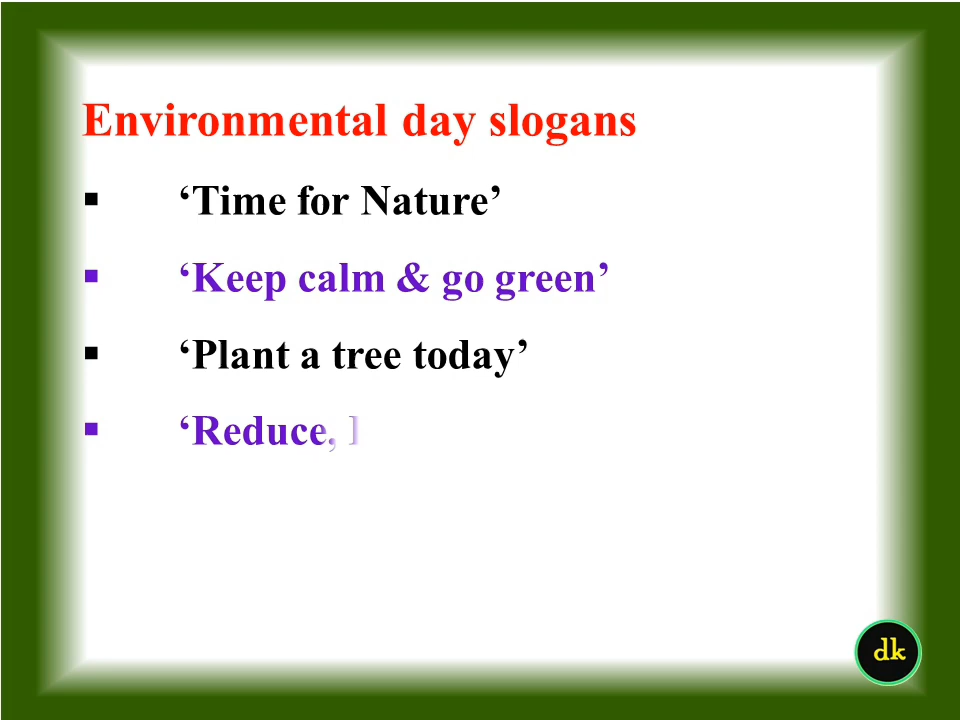 Environmental day slogans
▪ ‘Time for Nature’
▪ ‘Keep calm & go green’
▪ ‘Plant a tree today’
▪ ‘Reduce,
dk